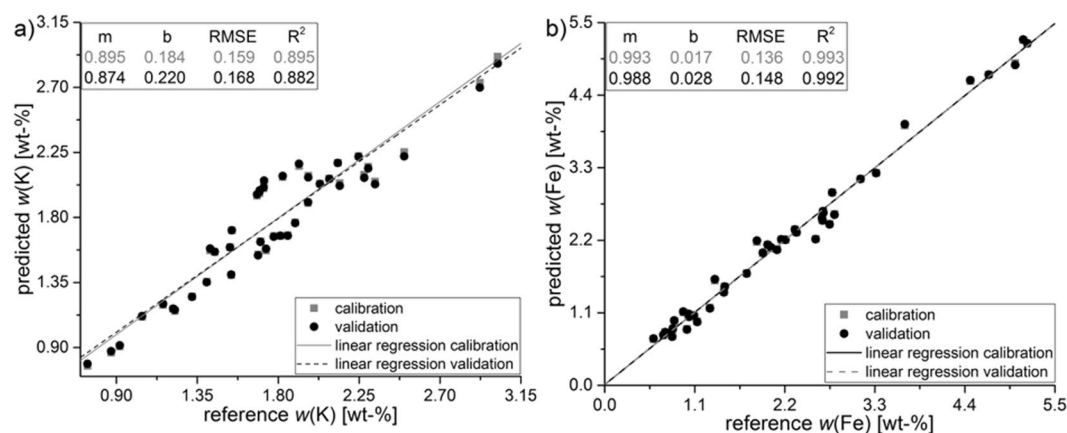 a)
m b RMSE R²
0.895 0.184 0.159 0.895
0.874 0.220 0.168 0.882
3.15
2.70
2.25
1.80
1.35
0.90
predicted w(K) [wt-%]
calibration
validation
linear regression calibration
linear regression validation
0.90 1.35 1.80 2.25 2.70 3.15
reference w(K) [wt-%]
b)
m b RMSE R²
0.993 0.017 0.136 0.993
0.988 0.028 0.148 0.992
5.5
4.4
3.3
2.2
1.1
0.0
predicted w(Fe) [wt-%]
calibration
validation
linear regression calibration
linear regression validation
0.0 1.1 2.2 3.3 4.4 5.5
reference w(Fe) [wt-%]